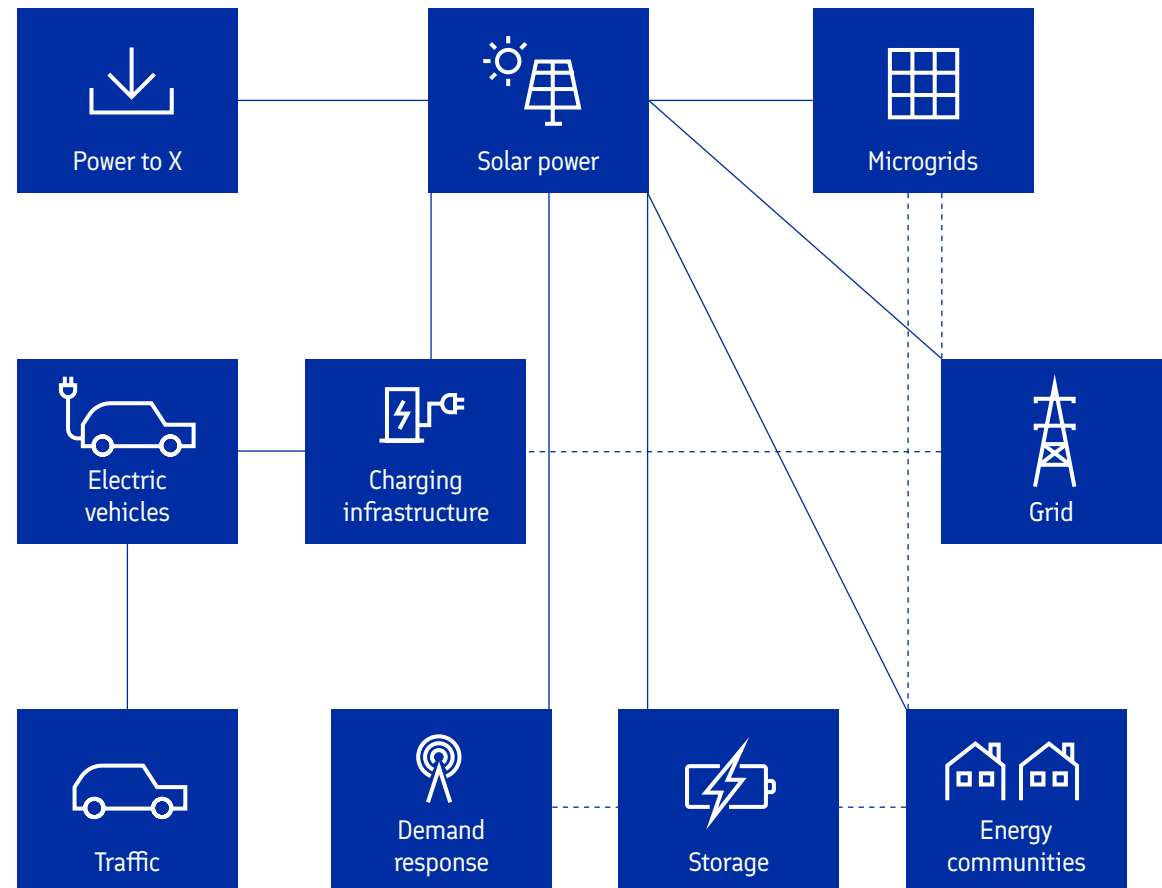 Power to X
Solar power
Microgrids
Electric
vehicles
Charging
infrastructure
Grid
Traffic
Demand
response
Storage
Energy
communities